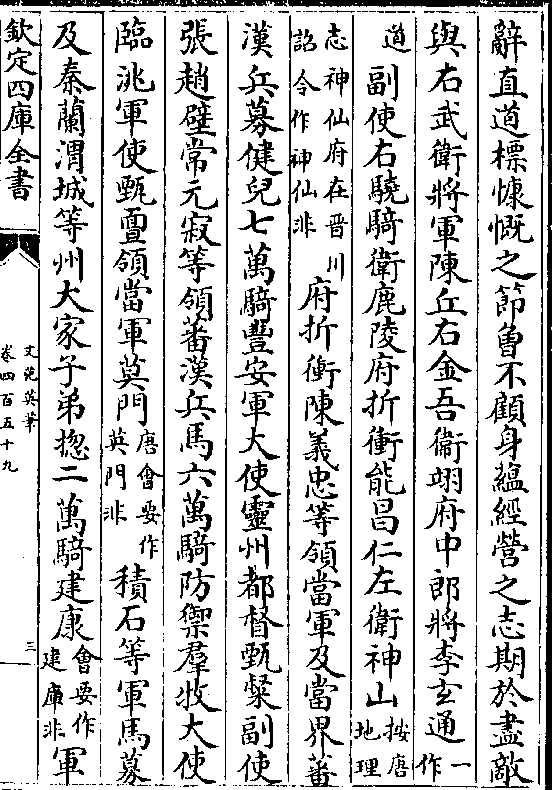 辭直道標慷慨之節曾不顧身藴經營之志期於盡敵
與右武衛將軍陳丘右金吾衛翊府中郎將李玄通一作
道副使右驍騎衛鹿陵府折衝能昌仁左衛神山按唐地理
志神仙府在晉川詔令作神仙非府折衝陳義忠等領當軍及當界蕃
漢兵募健兒七萬騎豐安軍大使靈州都督甄粲副使
張趙璧常元寂等領蕃漢兵馬六萬騎防禦羣牧大使
臨洮軍使甄亶領當軍莫門唐會要作英門非積石等軍馬募
及秦蘭渭城等州大家子弟揔二萬騎建康會要作建庫非軍
欽定四庫全書
文苑英華
卷四百五十九
三